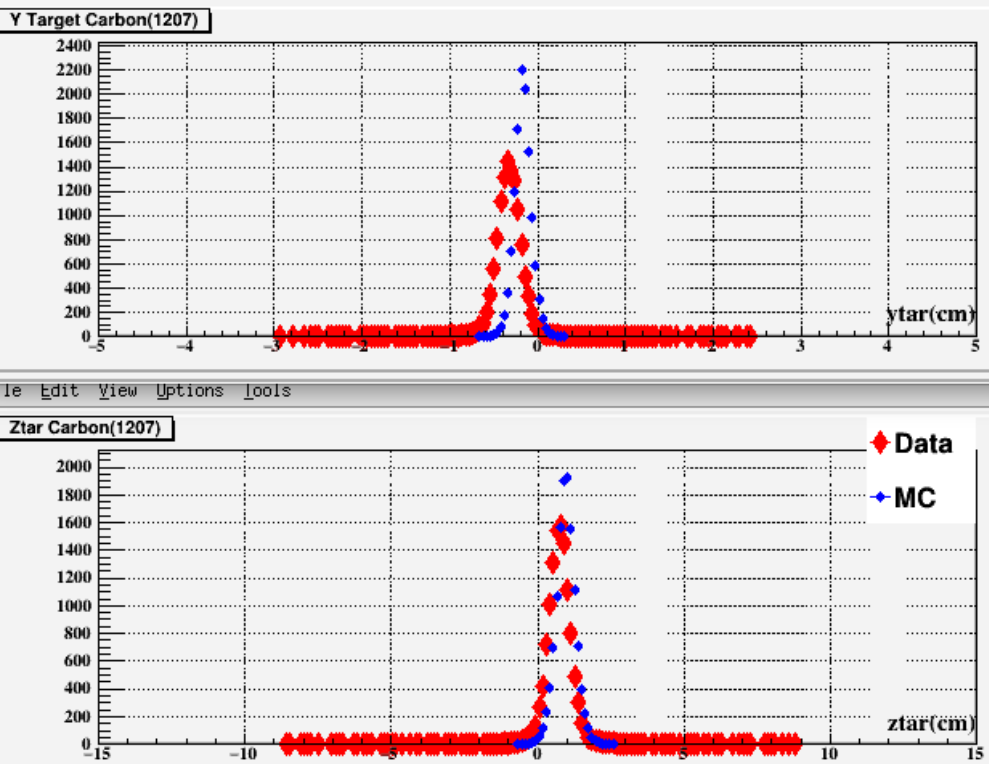 Y Target Carbon(1207)
2400
2200
2000
1800
1600
1400
1200
1000
800
600
400
200
0
−5 −4 −3 −2 −1 0 1 2 3 4 5
ytar(cm)
le Edit View Options Tools
Ztar Carbon(1207)
Data
MC
2000
1800
1600
1400
1200
1000
800
600
400
200
0
−15 −10 −5 0 5 10 15
ztar(cm)